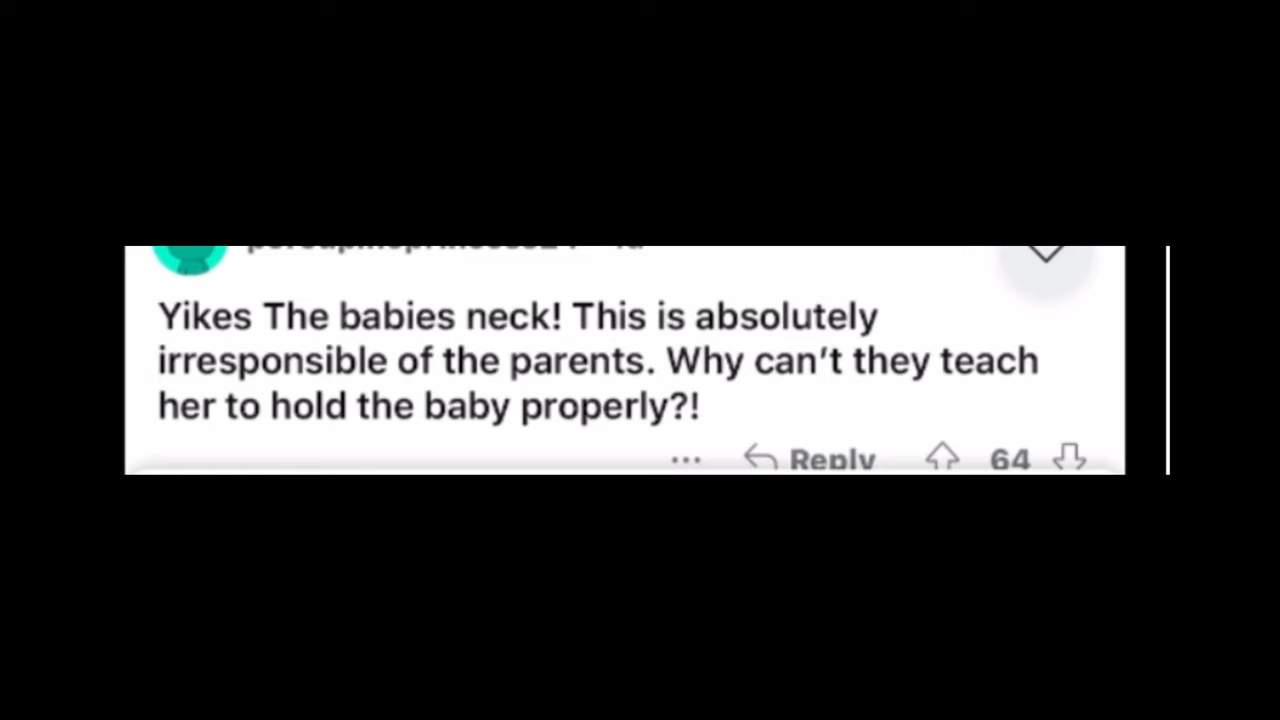 Yikes The babies neck! This is absolutely
irresponsible of the parents. Why can't they teach
her to hold the baby properly?!
... Reply 64